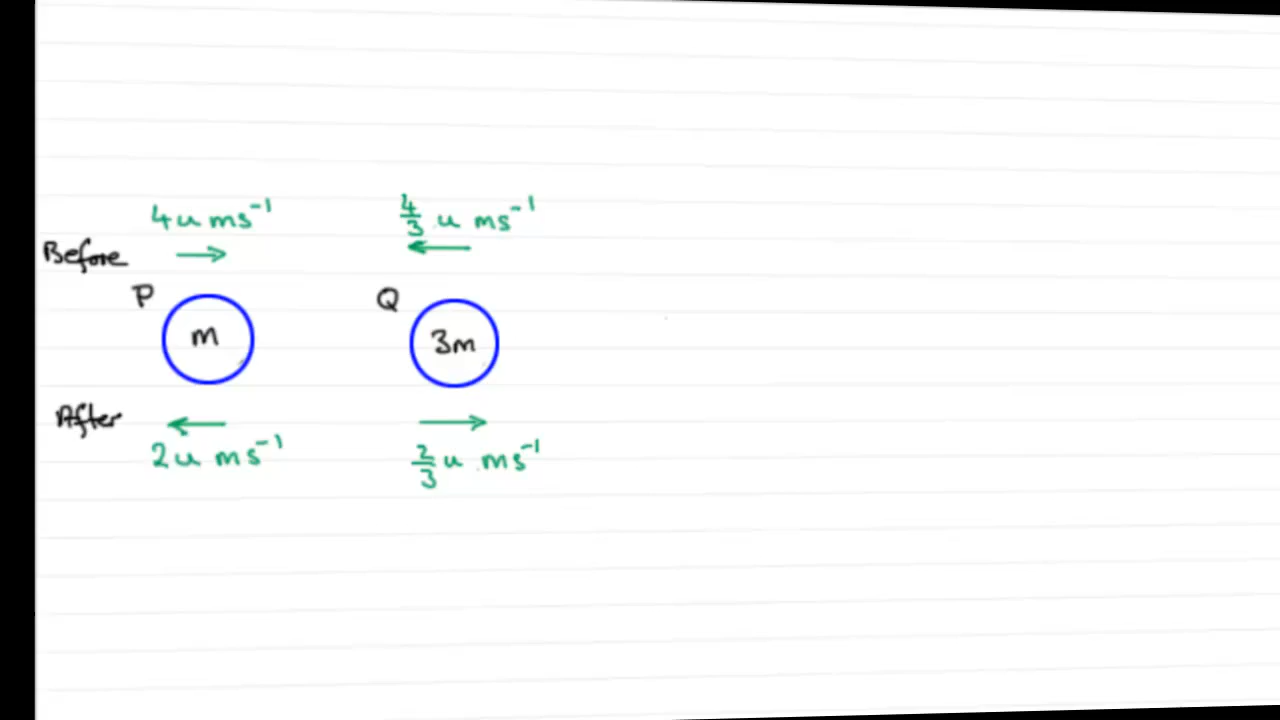 4u ms⁻¹ 4/3 u ms⁻¹
Before
P Q
m 3m
After
2u ms⁻¹ 2/3 u ms⁻¹